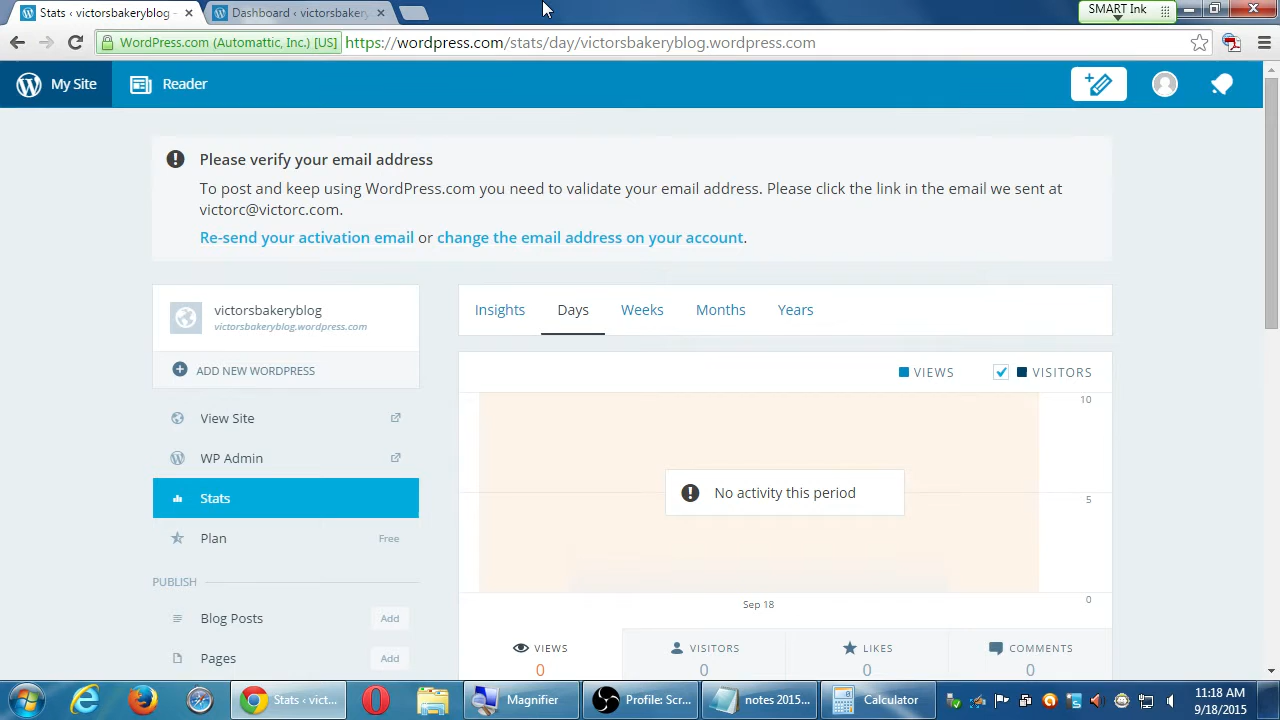 Stats ‹ victorsbakeryblog -
Dashboard ‹ victorsbakery
SMART Ink
WordPress.com (Automattic, Inc.) [US]
https://wordpress.com/stats/day/victorsbakeryblog.wordpress.com
My Site
Reader
Please verify your email address
To post and keep using WordPress.com you need to validate your email address. Please click the link in the email we sent at
victorc@victorc.com.
Re-send your activation email or change the email address on your account.
victorsbakeryblog
victorsbakeryblog.wordpress.com
ADD NEW WORDPRESS
View Site
WP Admin
Stats
Plan Free
PUBLISH
Blog Posts Add
Pages Add
Insights Days Weeks Months Years
VIEWS VISITORS
10
No activity this period
5
0
Sep 18
VIEWS VISITORS LIKES COMMENTS
0 0 0 0
Stats ‹ vict...
Magnifier
Profile: Scr...
notes 2015...
Calculator
11:18 AM
9/18/2015